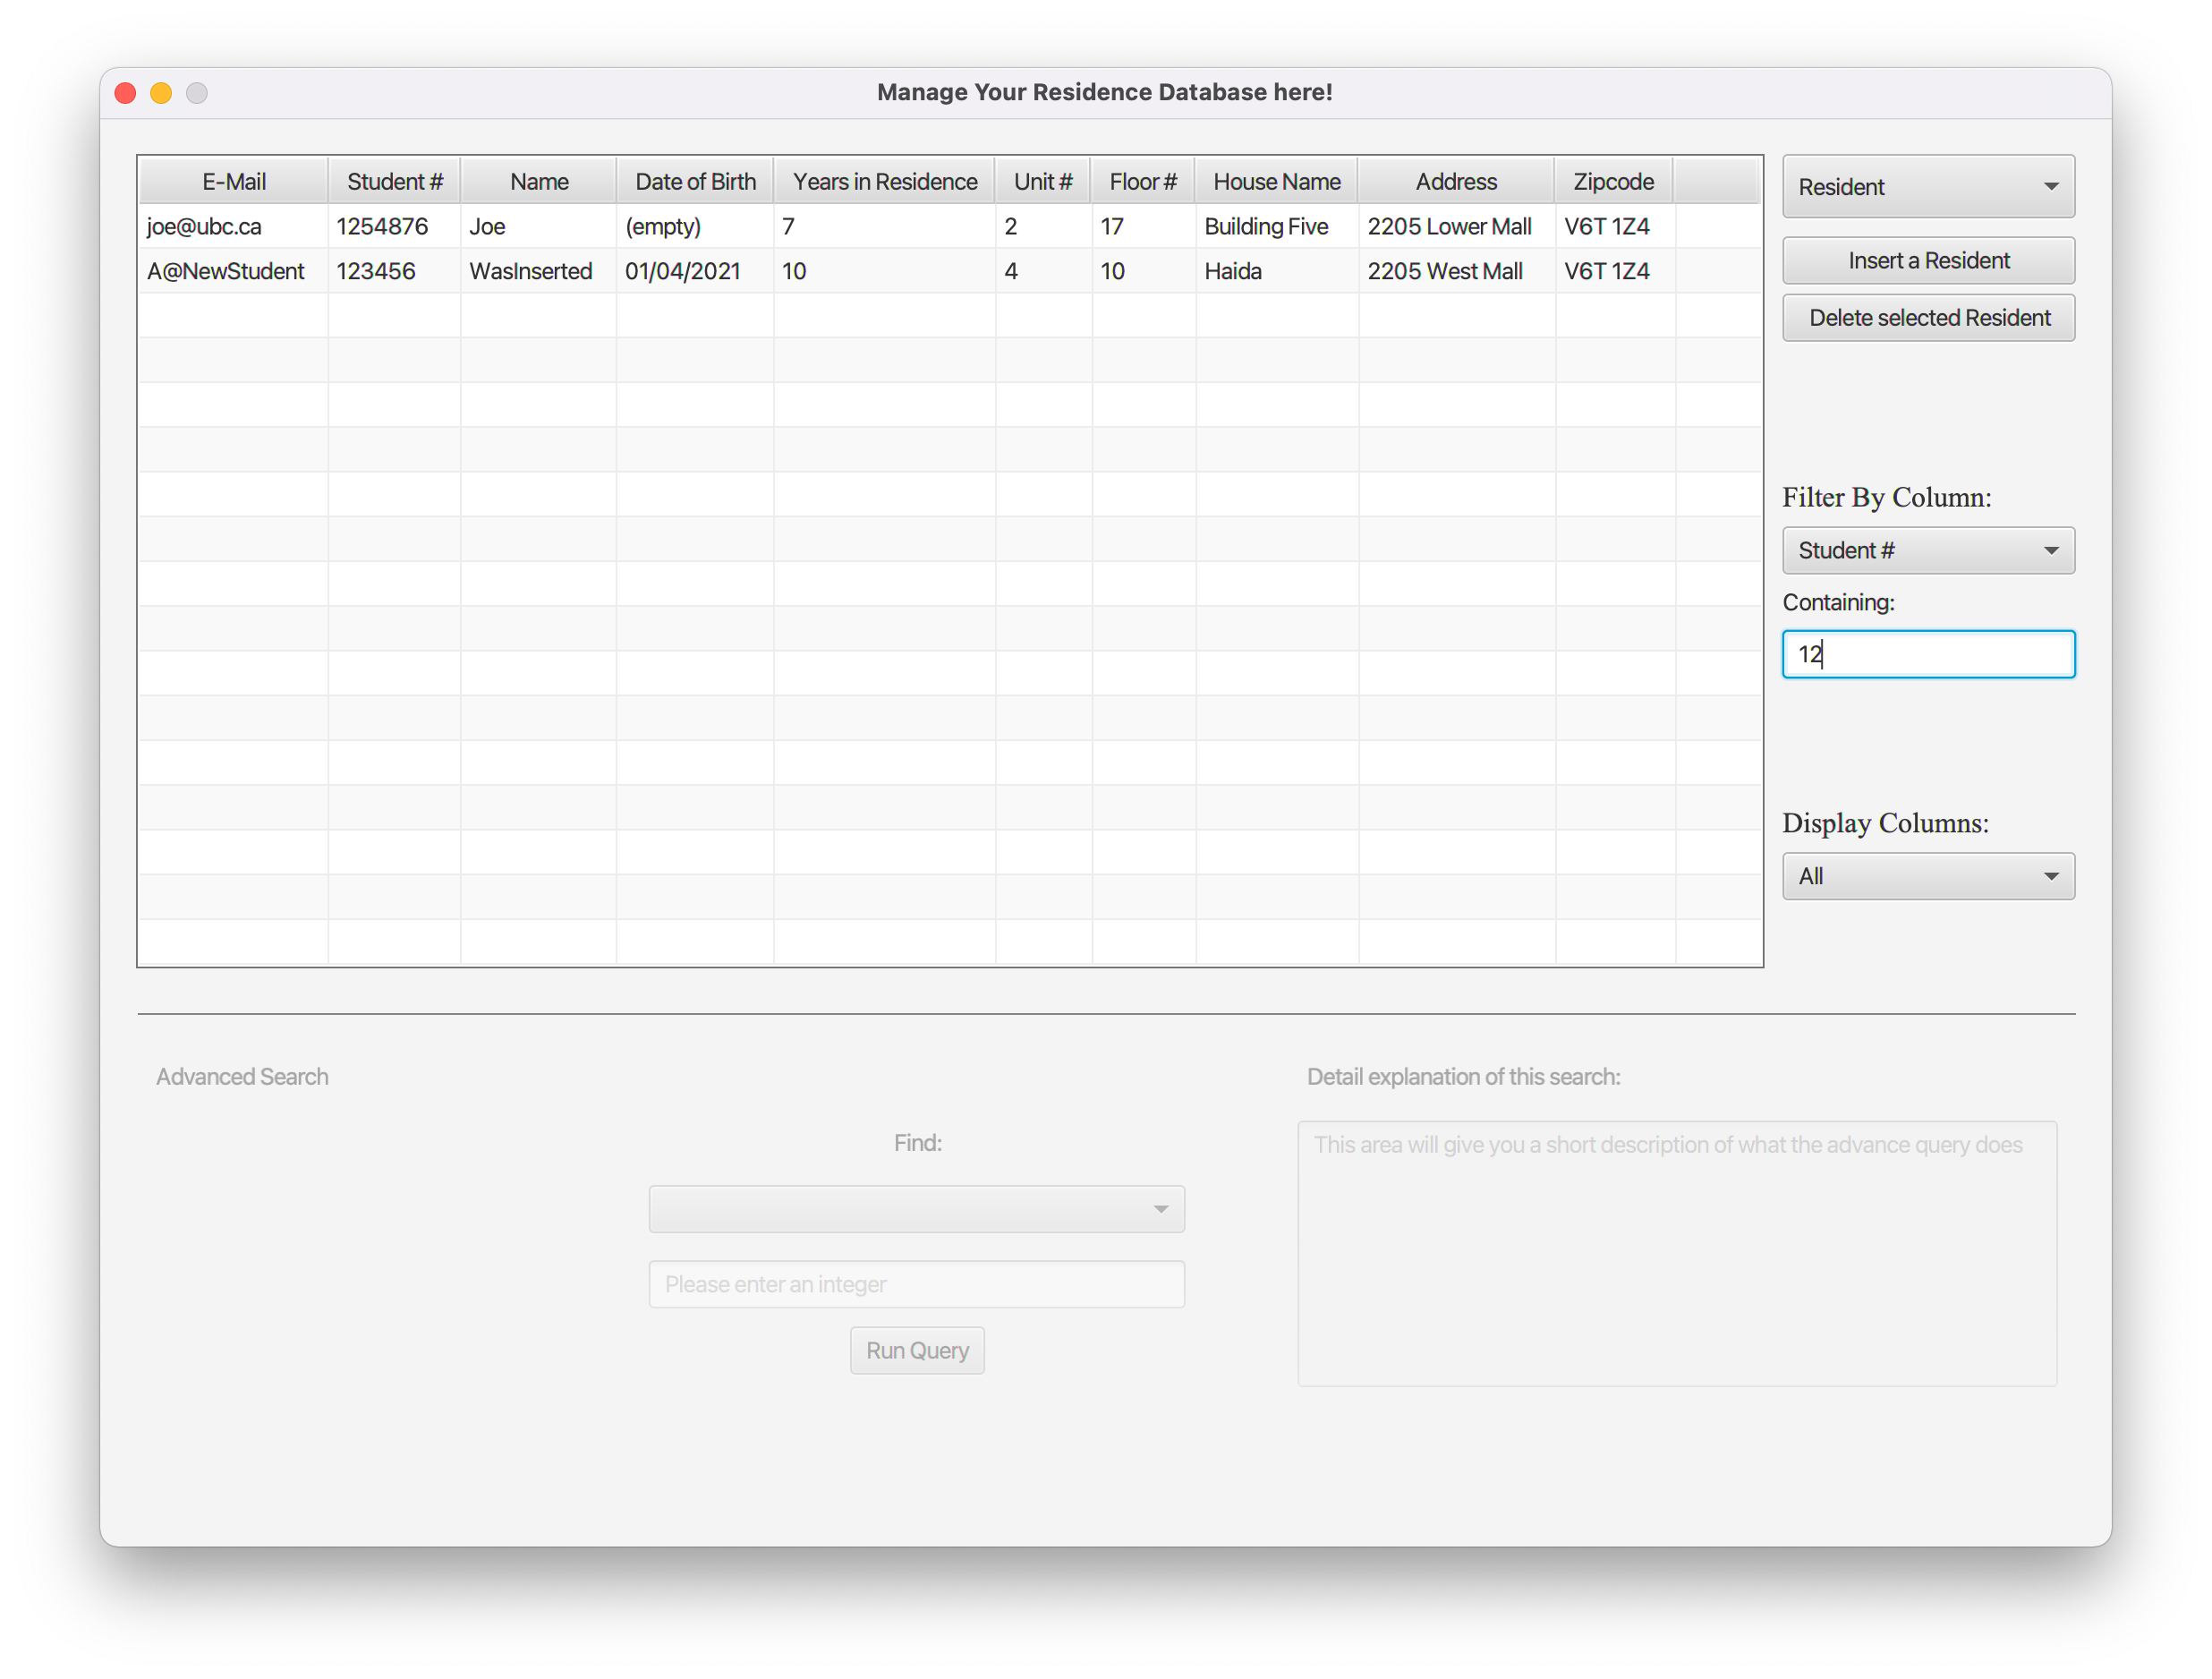 Manage Your Residence Database here!
E-Mail Student # Name Date of Birth Years in Residence Unit # Floor # House Name Address Zipcode
joe@ubc.ca 1254876 Joe (empty) 7 2 17 Building Five 2205 Lower Mall V6T 1Z4
A@NewStudent 123456 WasInserted 01/04/2021 10 4 10 Haida 2205 West Mall V6T 1Z4
Resident
Insert a Resident
Delete selected Resident
Filter By Column:
Student #
Containing:
12
Display Columns:
All
Advanced Search
Find:
Please enter an integer
Run Query
Detail explanation of this search:
This area will give you a short description of what the advance query does